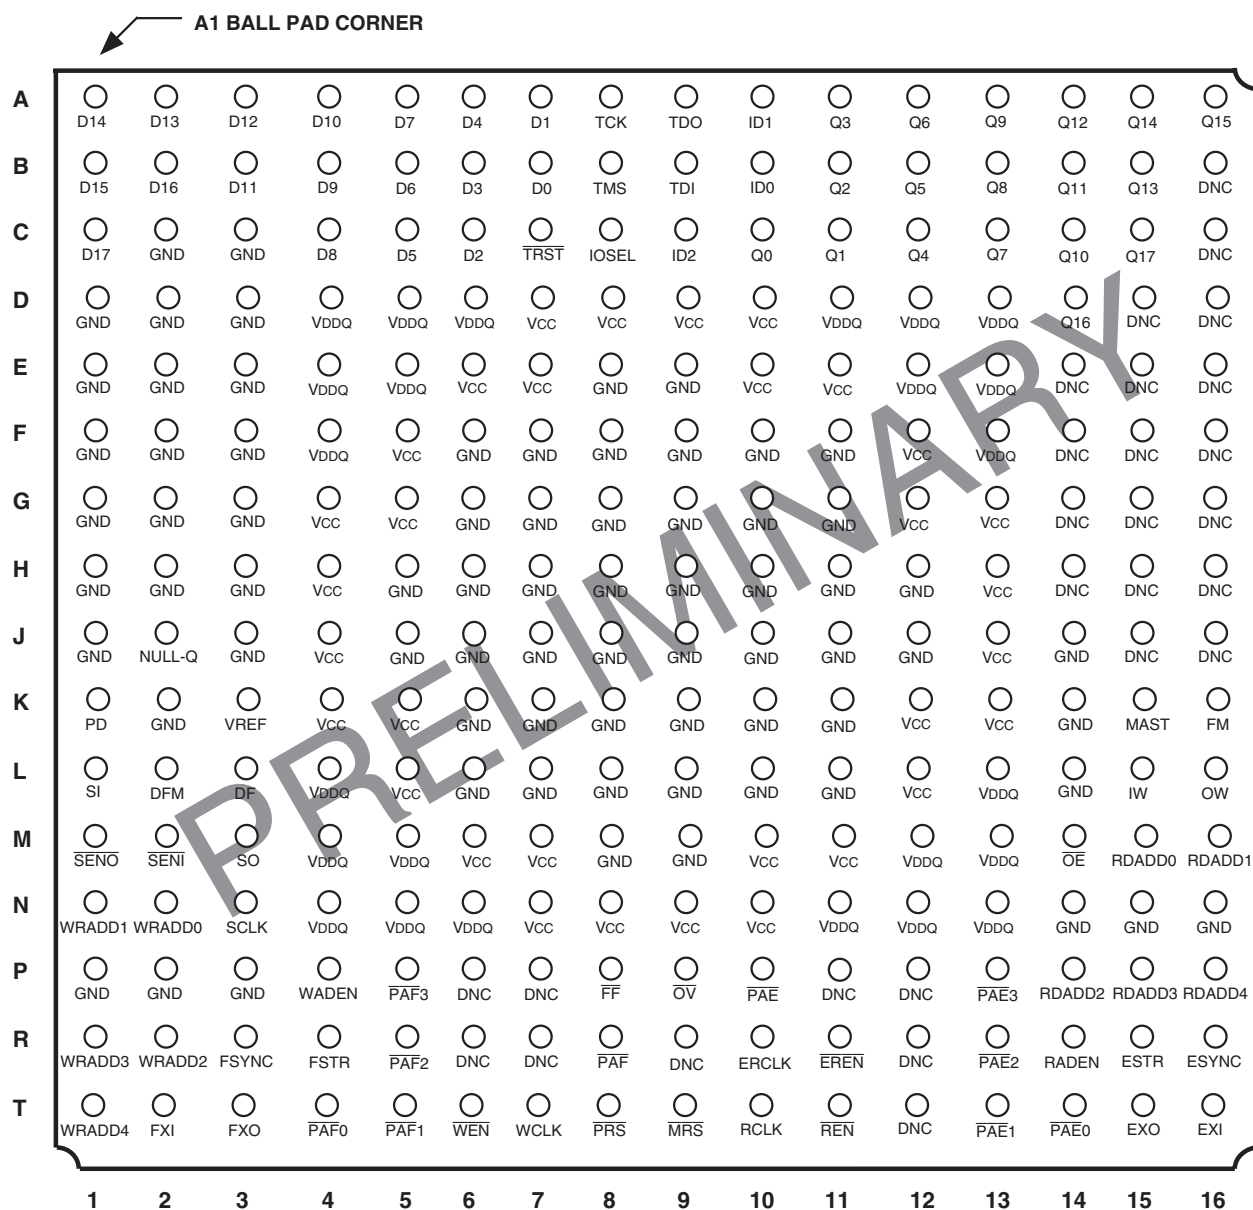 A1 BALL PAD CORNER
A
D14 D13 D12 D10 D7 D4 D1 TCK TDO ID1 Q3 Q6 Q9 Q12 Q14 Q15
B
D15 D16 D11 D9 D6 D3 D0 TMS TDI ID0 Q2 Q5 Q8 Q11 Q13 DNC
C
D17 GND GND D8 D5 D2 TRST IOSEL ID2 Q0 Q1 Q4 Q7 Q10 Q17 DNC
D
GND GND GND VDDQ VDDQ VDDQ VCC VCC VCC VCC VDDQ VDDQ VDDQ Q16 DNC DNC
E
GND GND GND VDDQ VDDQ VCC VCC GND GND VCC VCC VDDQ VDDQ DNC DNC DNC
F
GND GND GND VDDQ VCC GND GND GND GND GND GND VCC VDDQ DNC DNC DNC
G
GND GND GND VCC VCC GND GND GND GND GND GND VCC VCC DNC DNC DNC
H
GND GND GND VCC GND GND GND GND GND GND GND GND VCC DNC DNC DNC
J
GND NULL-Q GND VCC GND GND GND GND GND GND GND GND VCC GND DNC DNC
K
PD GND VREF VCC VCC GND GND GND GND GND GND VCC VCC GND MAST FM
L
SI DFM DF VDDQ VCC GND GND GND GND GND GND VCC VDDQ GND IW OW
M
SENO SENI SO VDDQ VDDQ VCC VCC GND GND VCC VCC VDDQ VDDQ OE RDADD0 RDADD1
N
WRADD1 WRADD0 SCLK VDDQ VDDQ VDDQ VCC VCC VCC VCC VDDQ VDDQ VDDQ GND GND GND
P
GND GND GND WADEN PAF3 DNC DNC FF OV PAE DNC DNC PAE3 RDADD2 RDADD3 RDADD4
R
WRADD3 WRADD2 FSYNC FSTR PAF2 DNC DNC PAF DNC ERCLK EREN DNC PAE2 RADEN ESTR ESYNC
T
WRADD4 FXI FXO PAF0 PAF1 WEN WCLK PRS MRS RCLK REN DNC PAE1 PAE0 EXO EXI
1 2 3 4 5 6 7 8 9 10 11 12 13 14 15 16
PRELIMINARY